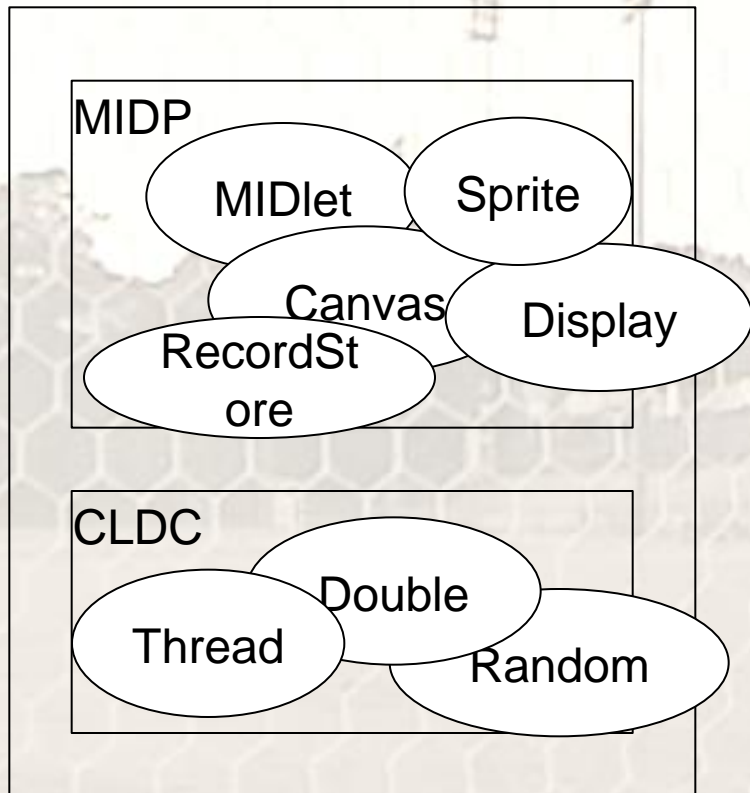 MIDP
MIDlet
Sprite
Canvas
Display
RecordSt
ore
CLDC
Double
Thread
Random